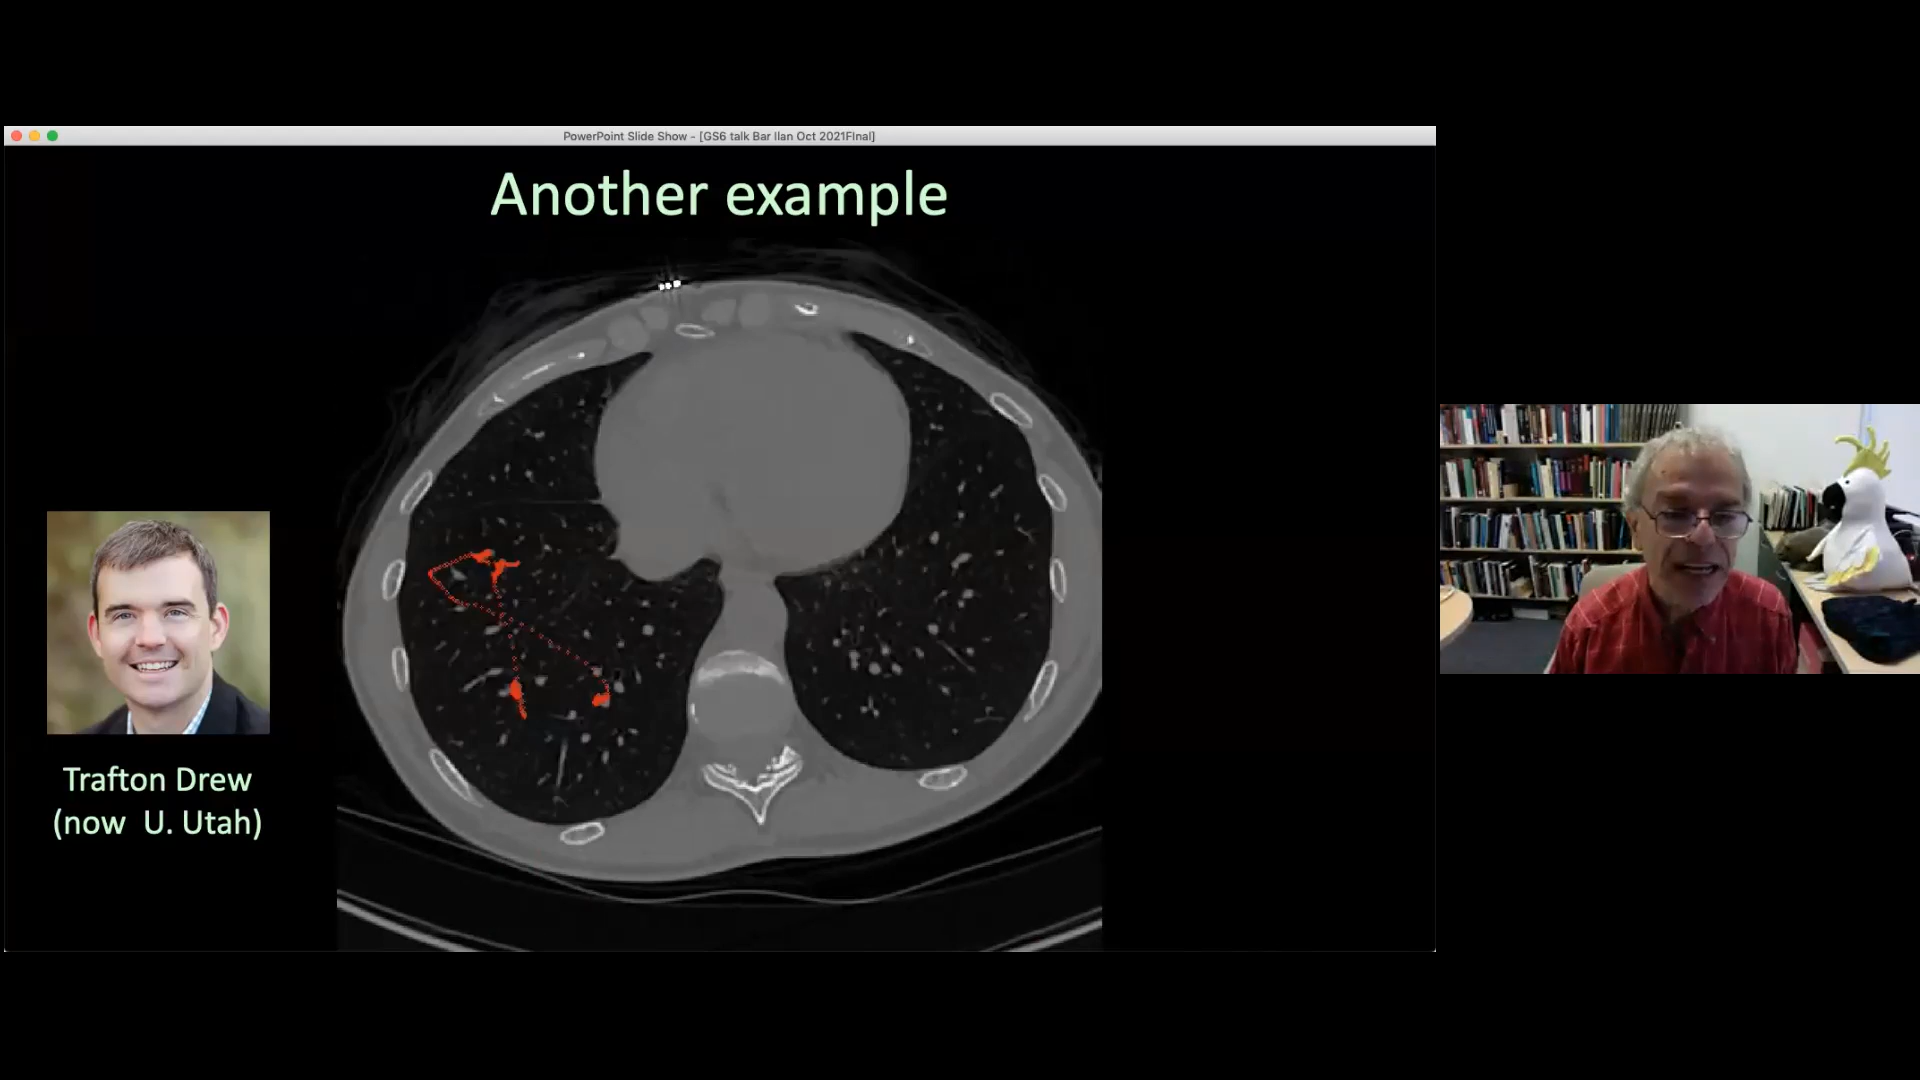 PowerPoint Slide Show - [GS6 talk Bar Ilan Oct 2021FInal]
Another example
Trafton Drew
(now U. Utah)